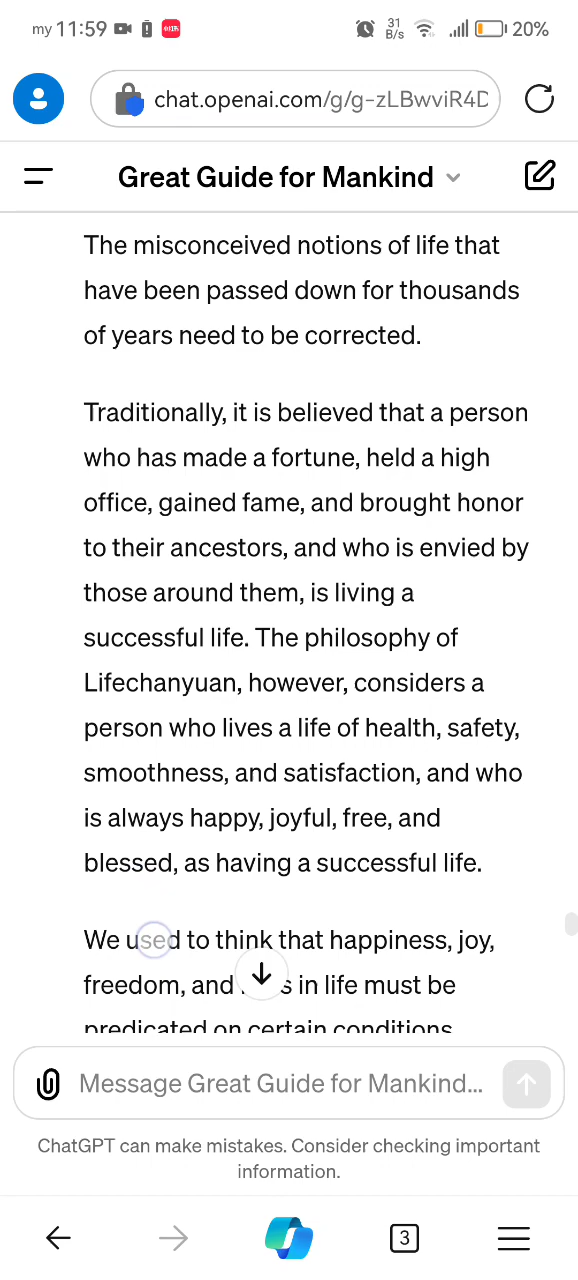 my 11:59 31 B/s 20%
chat.openai.com/g/g-zLBwviR4D
Great Guide for Mankind
The misconceived notions of life that
have been passed down for thousands
of years need to be corrected.
Traditionally, it is believed that a person
who has made a fortune, held a high
office, gained fame, and brought honor
to their ancestors, and who is envied by
those around them, is living a
successful life. The philosophy of
Lifechanyuan, however, considers a
person who lives a life of health, safety,
smoothness, and satisfaction, and who
is always happy, joyful, free, and
blessed, as having a successful life.
We used to think that happiness, joy,
freedom, and in life must be
predicated on certain conditions
Message Great Guide for Mankind...
ChatGPT can make mistakes. Consider checking important
information.
3